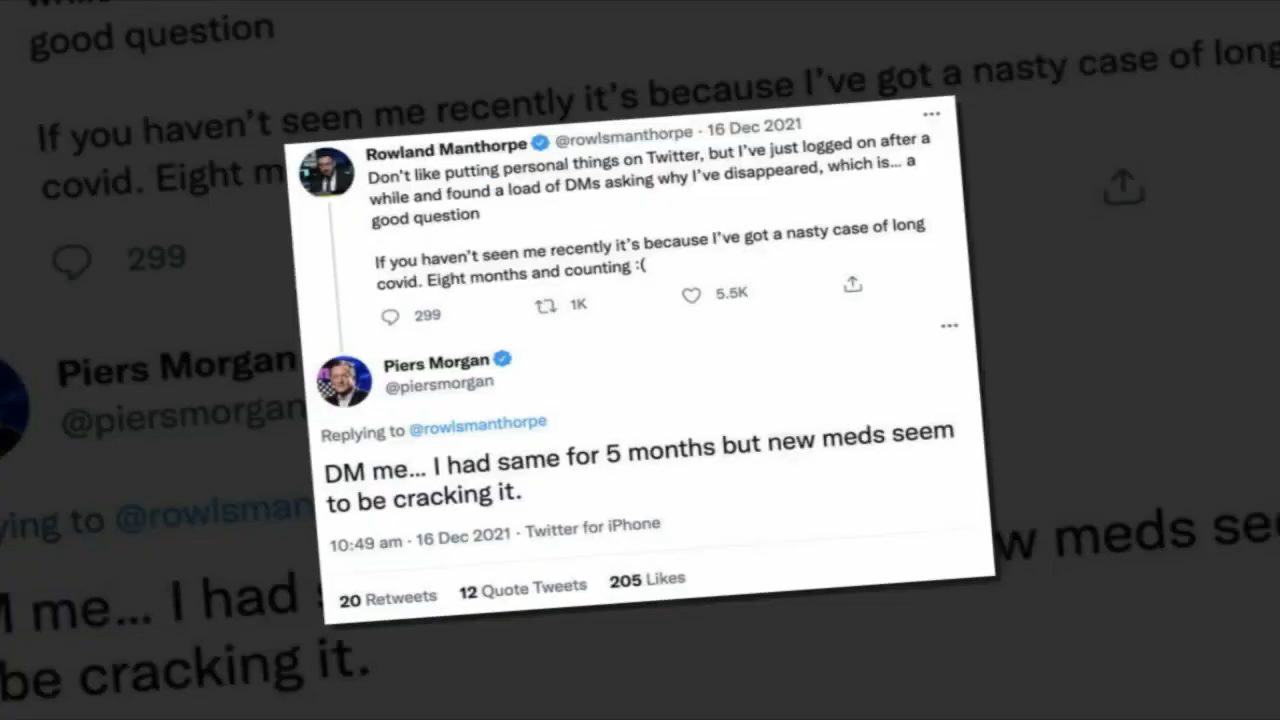 good question
If you haven't seen me recently it's because I've got a nasty case of long
covid. Eight m
299
Piers Morgan
@piersmorgan
ying to @rowlsman
me... I had
w meds see
be cracking it.
Rowland Manthorpe @rowlsmanthorpe · 16 Dec 2021
Don't like putting personal things on Twitter, but I've just logged on after a
while and found a load of DMs asking why I've disappeared, which is... a
good question
If you haven't seen me recently it's because I've got a nasty case of long
covid. Eight months and counting :(
299 1K 5.5K
Piers Morgan
@piersmorgan
Replying to @rowlsmanthorpe
DM me... I had same for 5 months but new meds seem
to be cracking it.
10:49 am · 16 Dec 2021 · Twitter for iPhone
20 Retweets 12 Quote Tweets 205 Likes